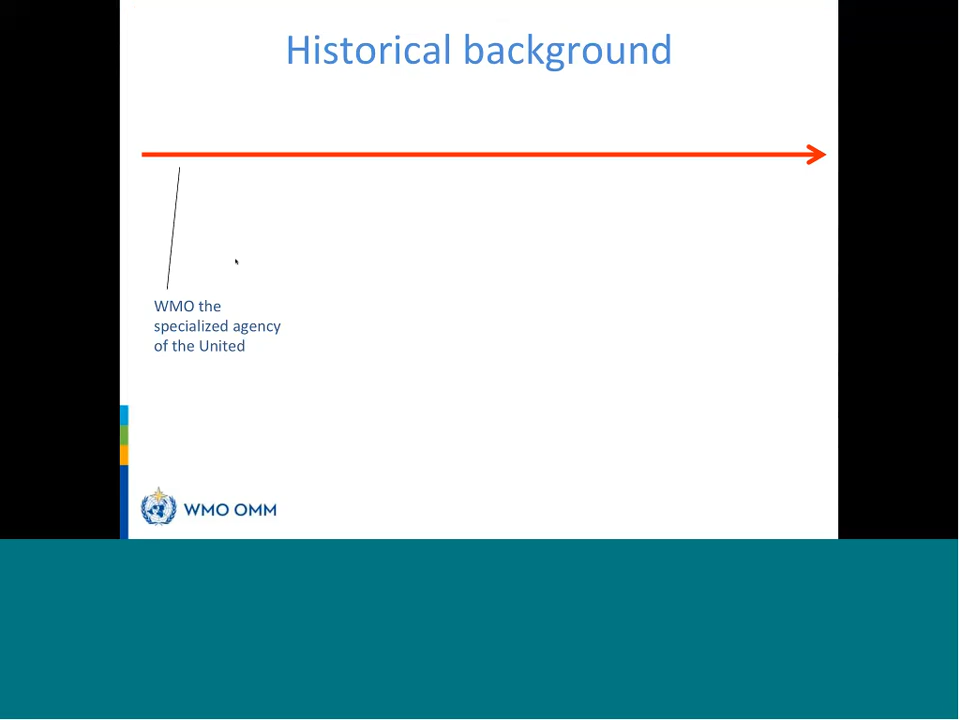 Historical background
WMO the
specialized agency
of the United
WMO OMM